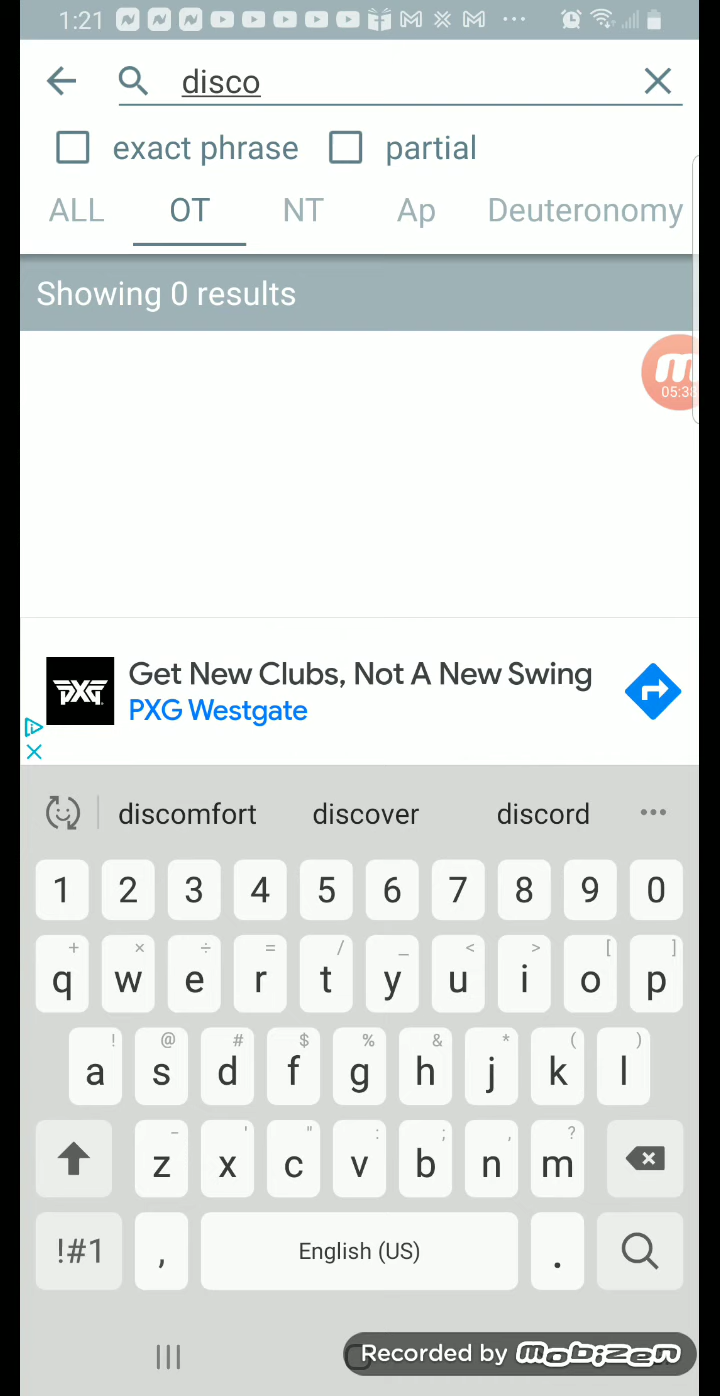 1:21
disco
exact phrase partial
ALL OT NT Ap Deuteronomy
Showing 0 results
05:38
PXG
Get New Clubs, Not A New Swing
PXG Westgate
discomfort discover discord
1 2 3 4 5 6 7 8 9 0
+ × ÷ = / _ < > [ ]
q w e r t y u i o p
! @ # $ % & * ( )
a s d f g h j k l
- ' " : ; , ?
z x c v b n m
!#1 , English (US) .
Recorded by mobizen